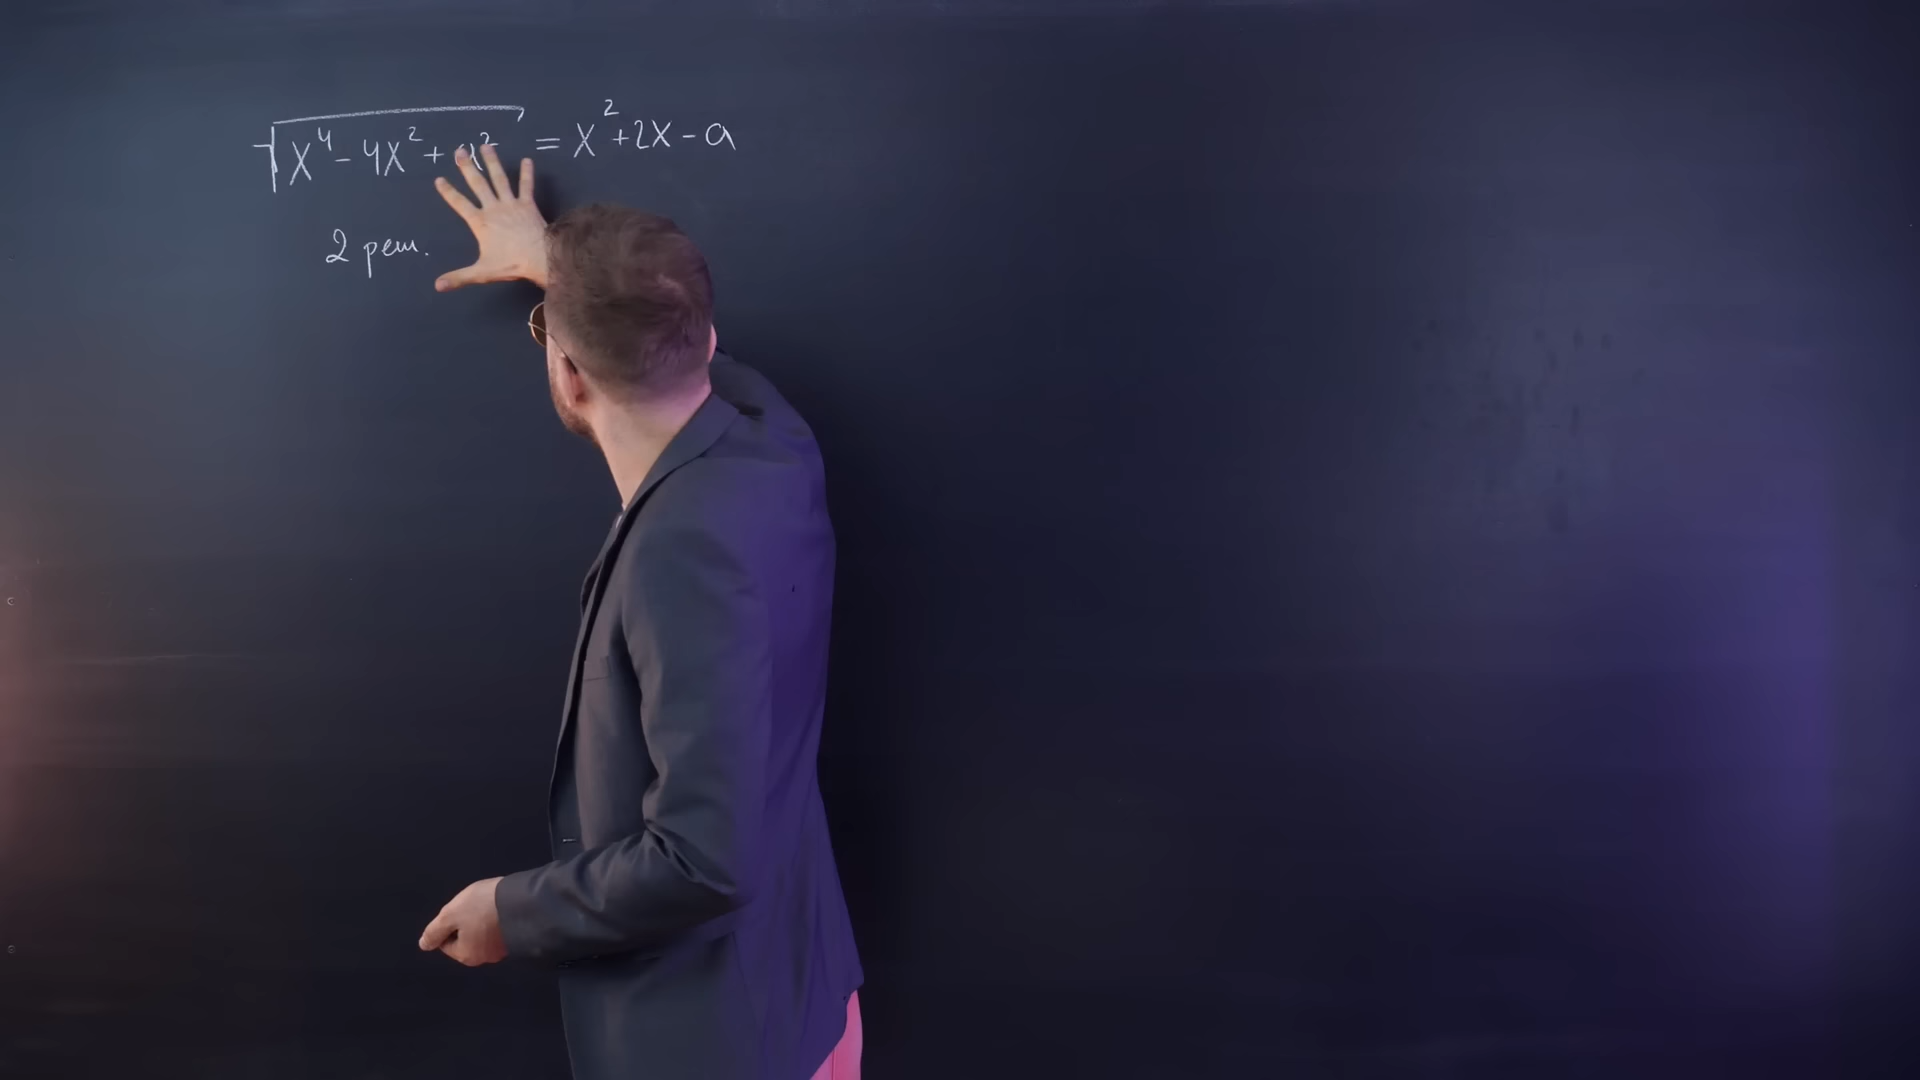 √(x⁴ - 4x² + a²) = x² + 2x - a
2 реш.